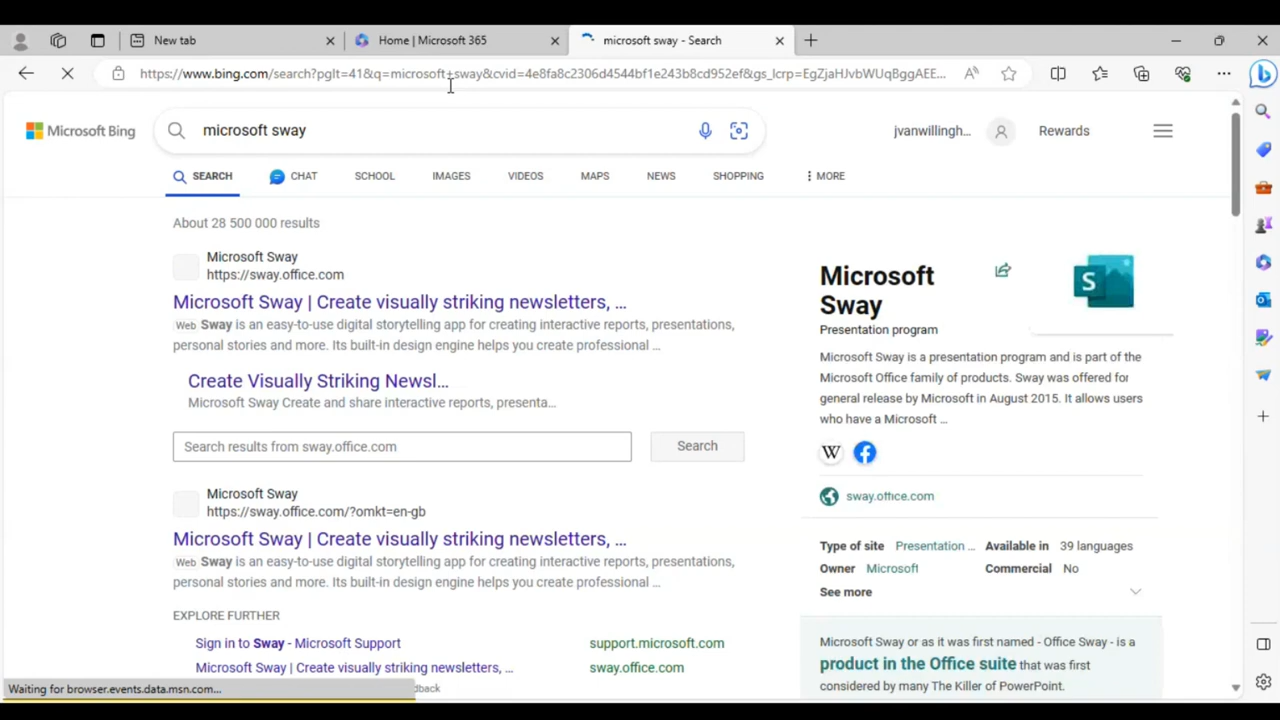 New tab
Home | Microsoft 365
microsoft sway - Search
https://www.bing.com/search?pglt=41&q=microsoft+sway&cvid=4e8fa8c2306d4544bf1e243b8cd952ef&gs_lcrp=EgZjaHJvbWUqBggAEE...
Microsoft Bing
microsoft sway
jvanwillingh...
Rewards
SEARCH
CHAT
SCHOOL
IMAGES
VIDEOS
MAPS
NEWS
SHOPPING
MORE
About 28 500 000 results
Microsoft Sway
https://sway.office.com
Microsoft Sway | Create visually striking newsletters, ...
Web Sway is an easy-to-use digital storytelling app for creating interactive reports, presentations,
personal stories and more. Its built-in design engine helps you create professional ...
Create Visually Striking Newsl...
Microsoft Sway Create and share interactive reports, presenta...
Search results from sway.office.com
Search
Microsoft Sway
https://sway.office.com/?omkt=en-gb
Microsoft Sway | Create visually striking newsletters, ...
Web Sway is an easy-to-use digital storytelling app for creating interactive reports, presentations,
personal stories and more. Its built-in design engine helps you create professional ...
EXPLORE FURTHER
Sign in to Sway - Microsoft Support
support.microsoft.com
Microsoft Sway | Create visually striking newsletters, ...
sway.office.com
dback
Waiting for browser.events.data.msn.com...
Microsoft
Sway
Presentation program
S
Microsoft Sway is a presentation program and is part of the
Microsoft Office family of products. Sway was offered for
general release by Microsoft in August 2015. It allows users
who have a Microsoft ...
W
sway.office.com
Type of site Presentation ...
Available in 39 languages
Owner Microsoft
Commercial No
See more
Microsoft Sway or as it was first named - Office Sway - is a
product in the Office suite that was first
considered by many The Killer of PowerPoint.